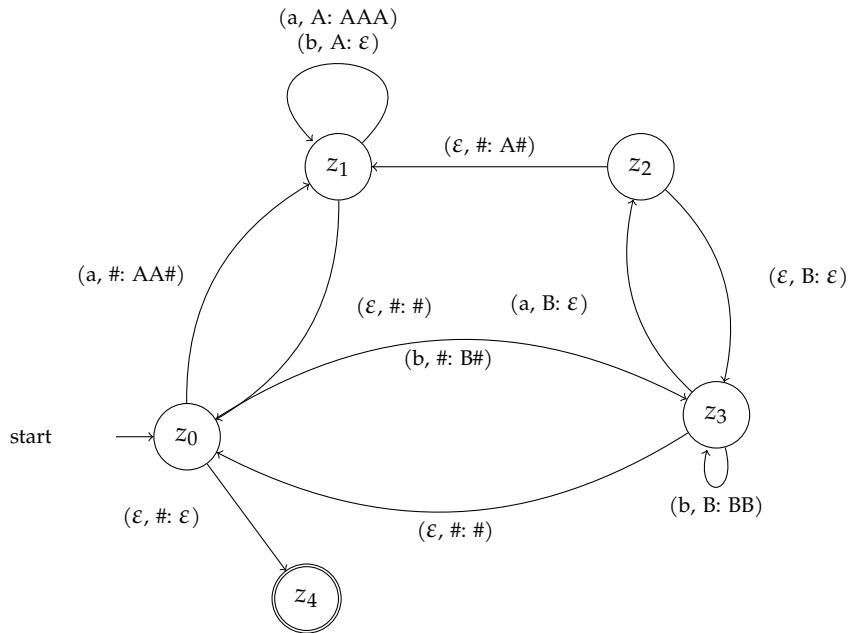 (a, A: AAA)
(b, A: ε)
z1
(ε, #: A#)
z2
(a, #: AA#)
(ε, B: ε)
(ε, #: #)
(a, B: ε)
(b, #: B#)
z3
start
z0
(b, B: BB)
(ε, #: ε)
(ε, #: #)
z4